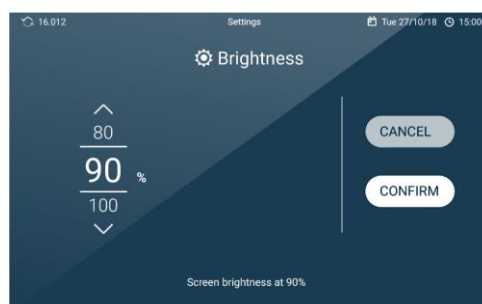 16.012 Settings Tue 27/10/18 15:00
Brightness
80
90 %
100
CANCEL
CONFIRM
Screen brightness at 90%